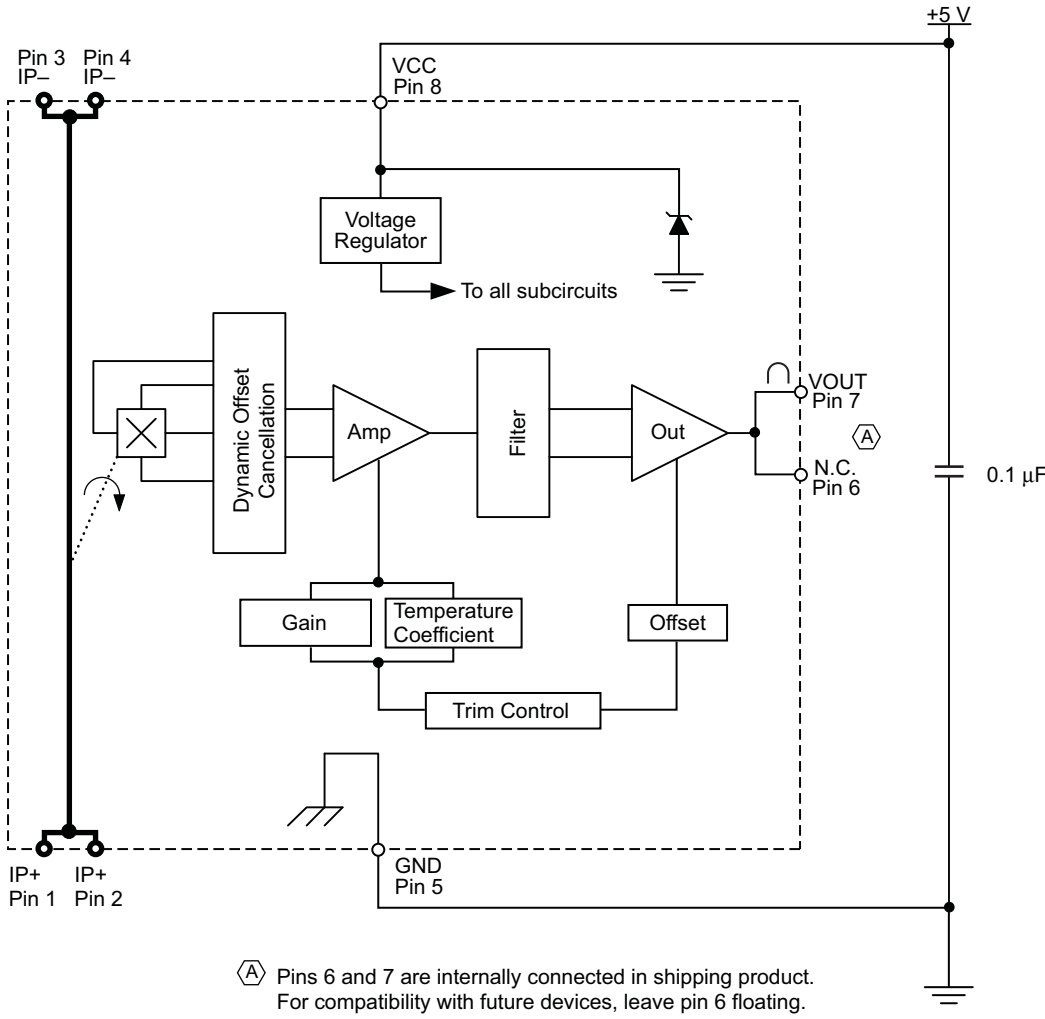 +5 V
Pin 3
IP–
Pin 4
IP–
VCC
Pin 8
Voltage
Regulator
To all subcircuits
Dynamic Offset
Cancellation
Amp
Filter
Out
VOUT
Pin 7
A
N.C.
Pin 6
0.1 µF
Gain
Temperature
Coefficient
Offset
Trim Control
IP+
Pin 1
IP+
Pin 2
GND
Pin 5
A Pins 6 and 7 are internally connected in shipping product.
For compatibility with future devices, leave pin 6 floating.